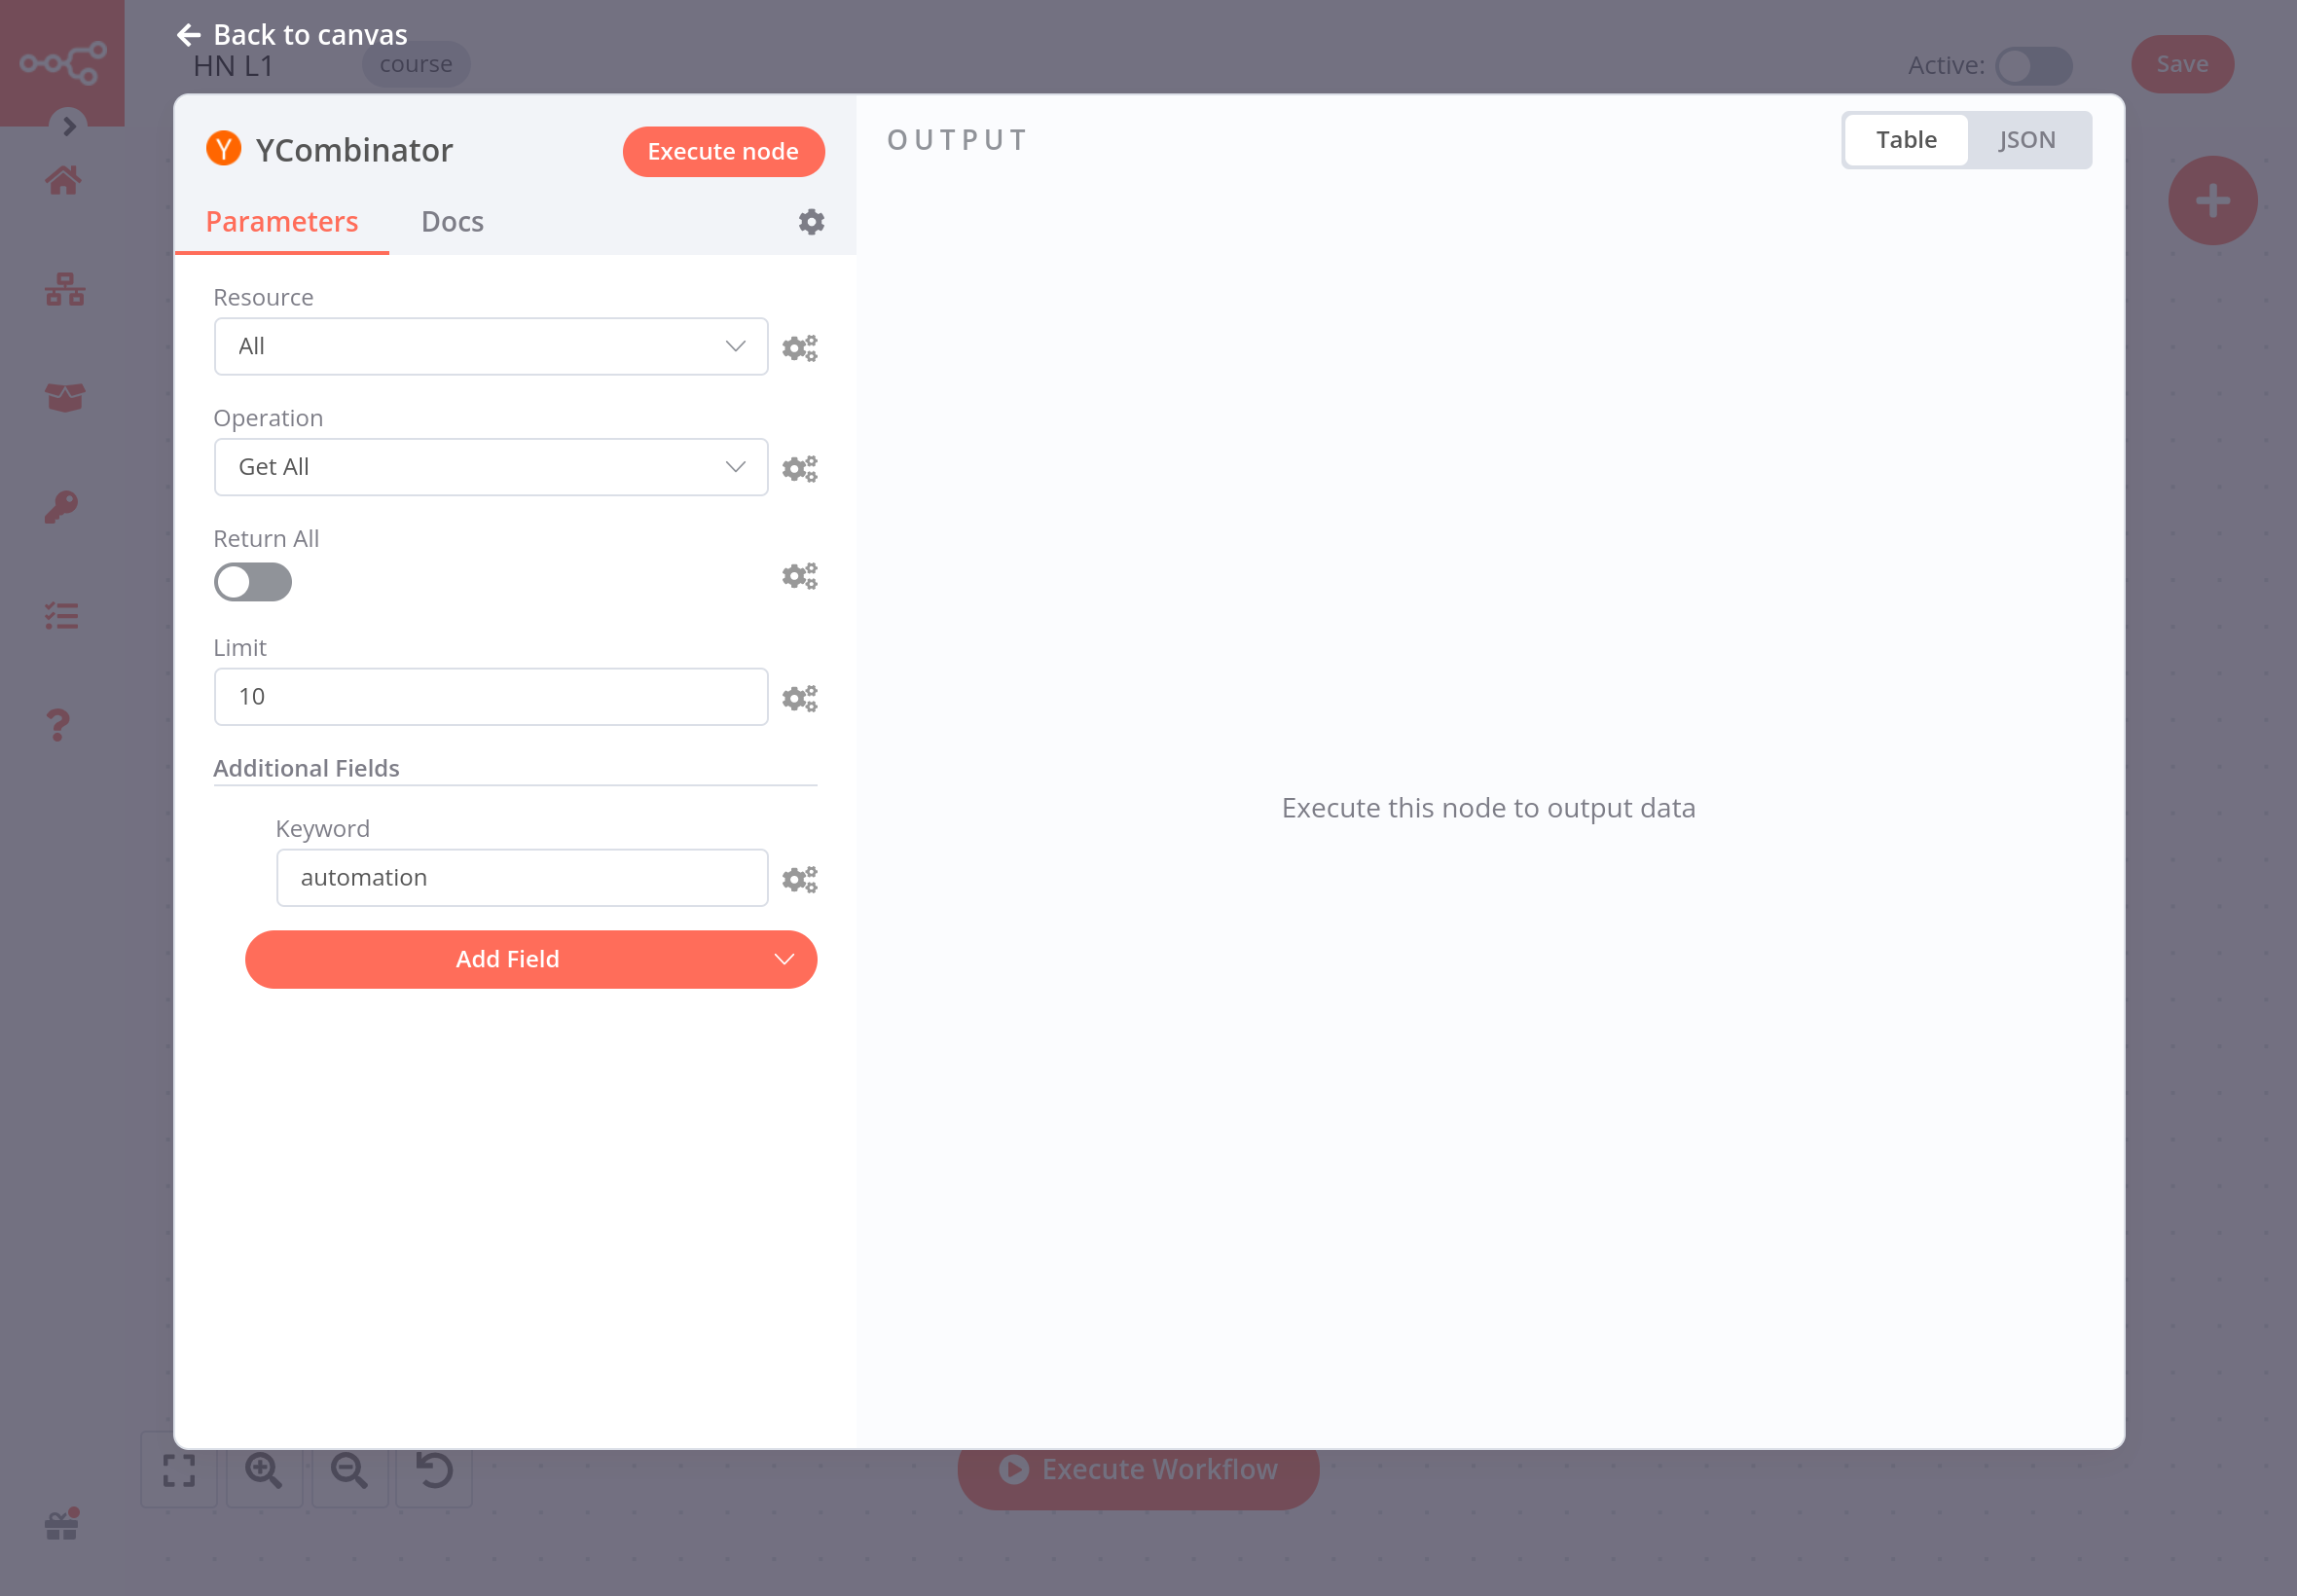 Back to canvas
HN L1
course
Active:
Save
YCombinator
Execute node
OUTPUT
Table
JSON
Parameters
Docs
Resource
All
Operation
Get All
Return All
Limit
10
Additional Fields
Keyword
automation
Add Field
Execute this node to output data
Execute Workflow